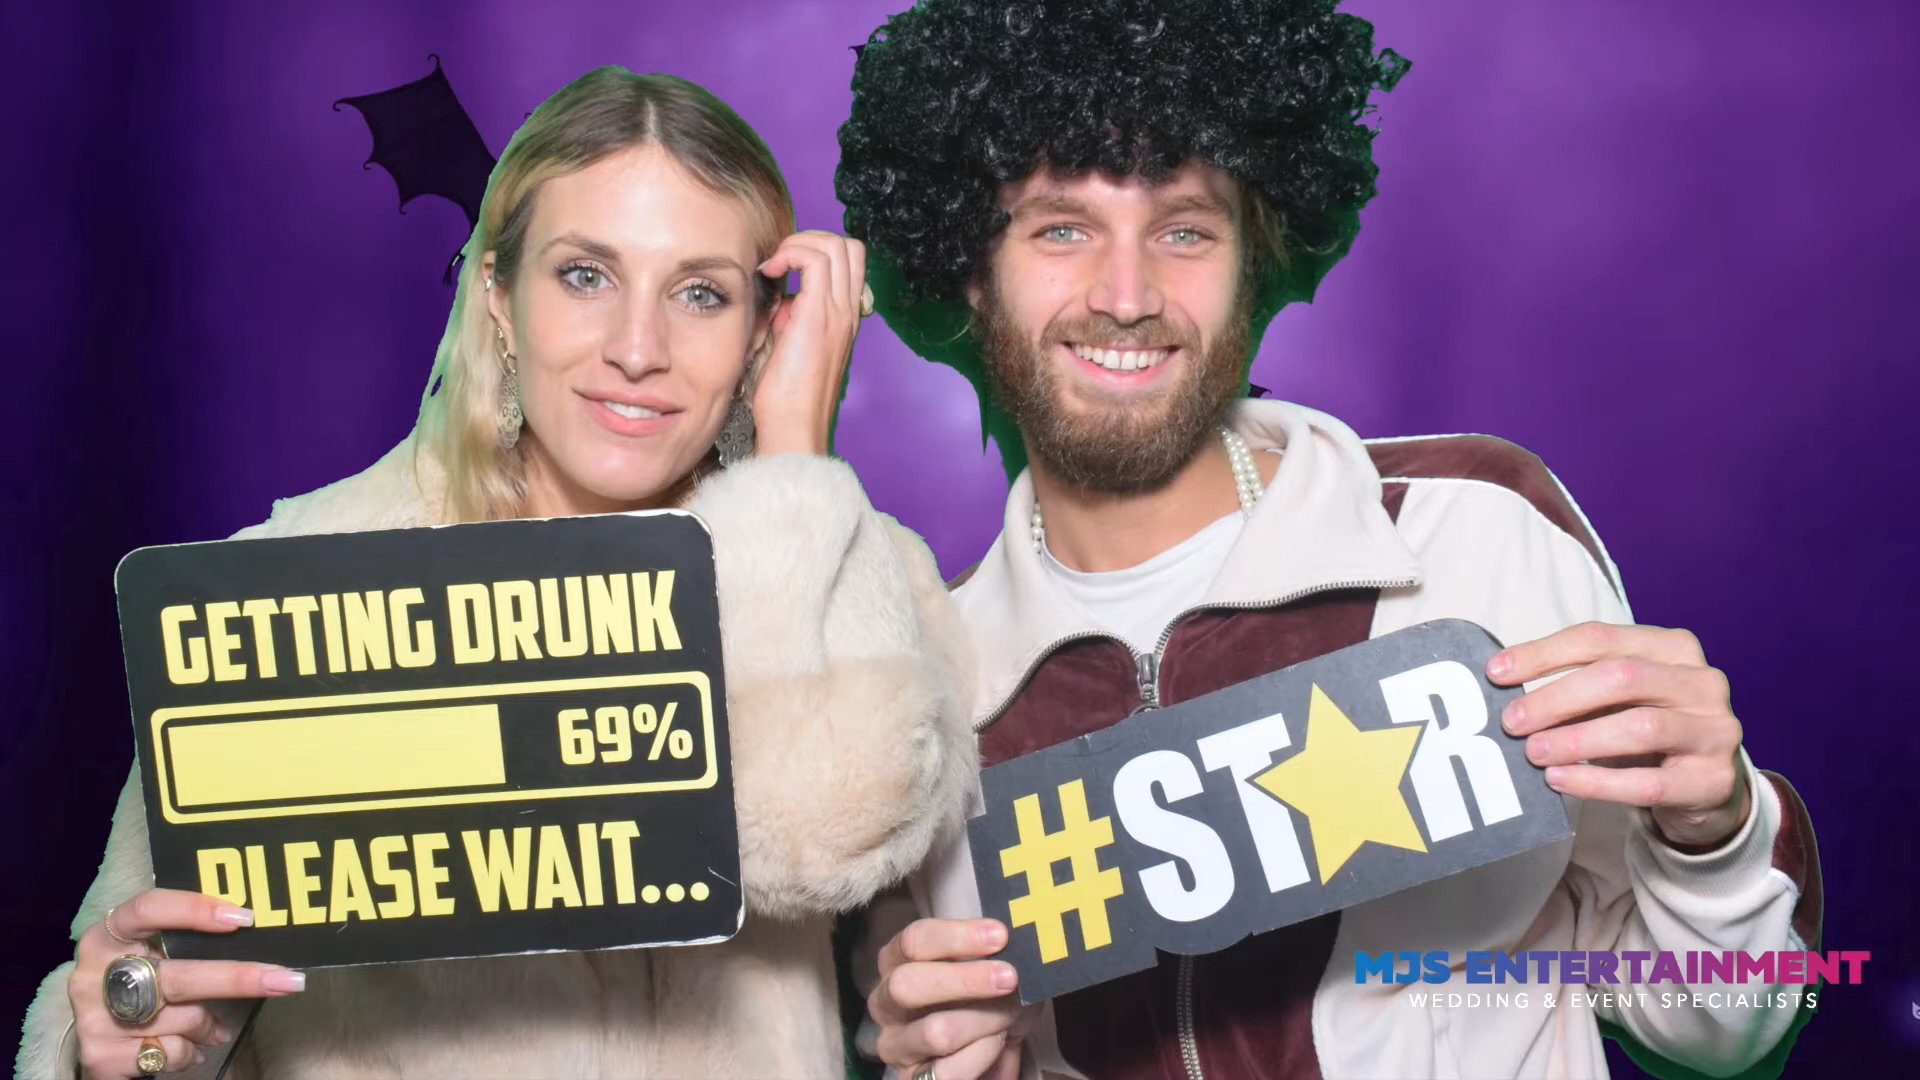 GETTING DRUNK
69%
PLEASE WAIT...
#STAR
MJS ENTERTAINMENT
WEDDING & EVENT SPECIALISTS